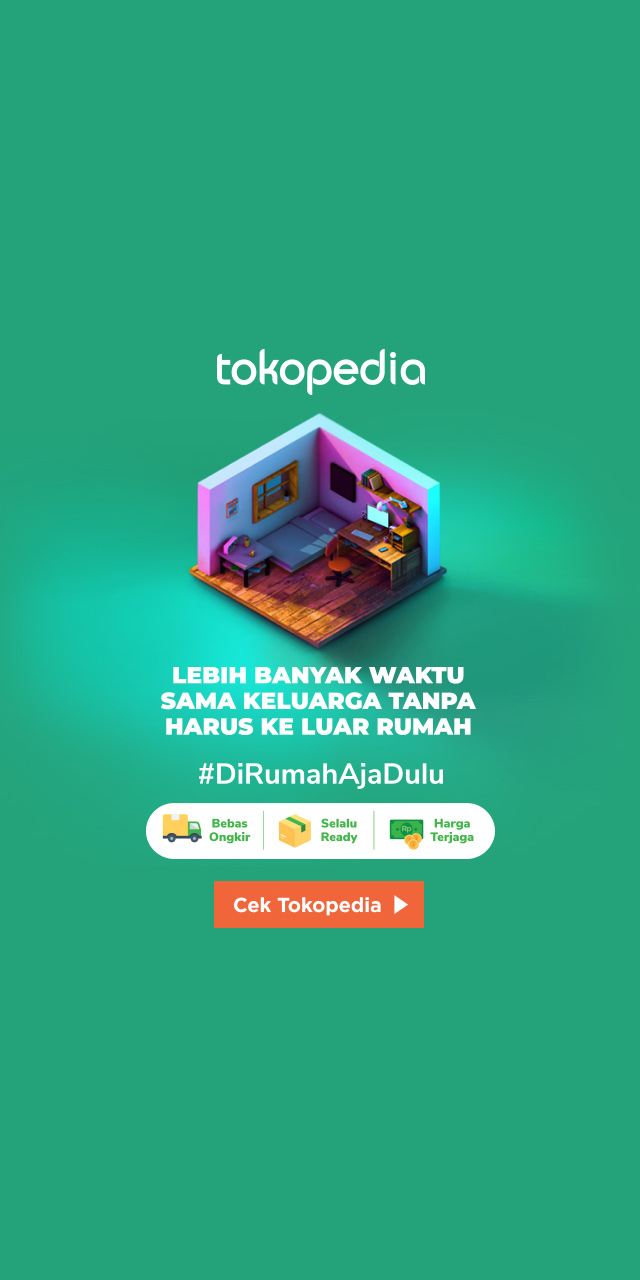 tokopedia
LEBIH BANYAK WAKTU
SAMA KELUARGA TANPA
HARUS KE LUAR RUMAH
#DiRumahAjaDulu
Bebas
Ongkir
Selalu
Ready
Rp
Harga
Terjaga
Cek Tokopedia